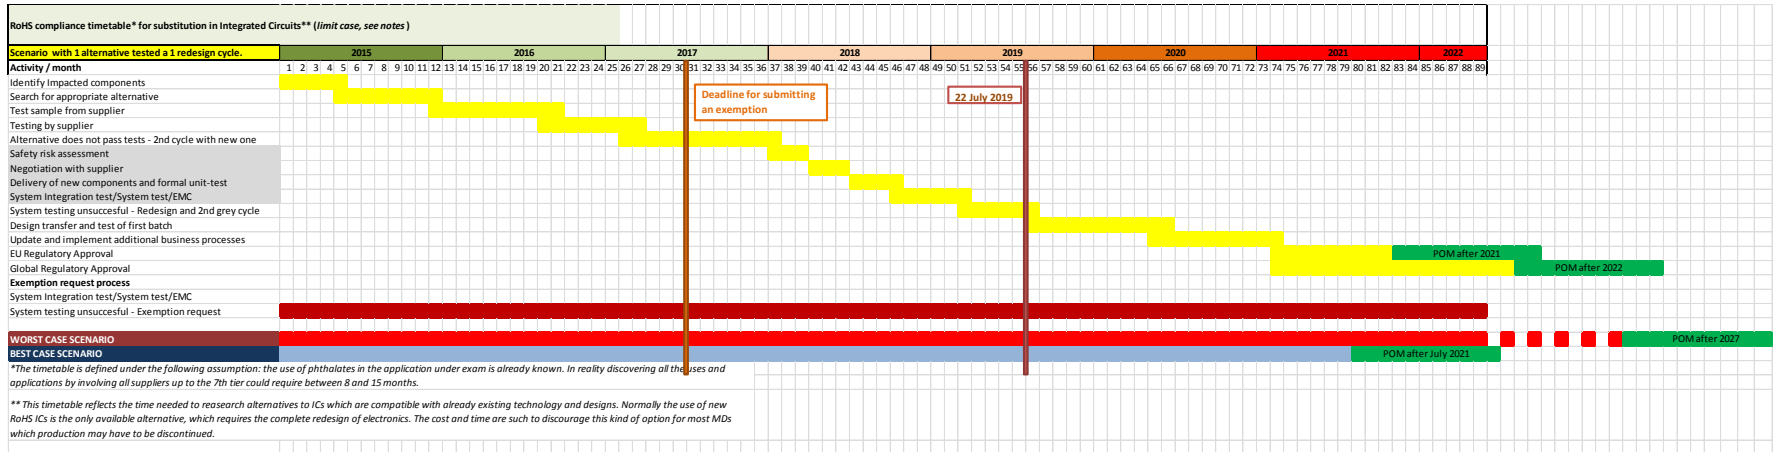 RoHS compliance timetable* for substitution in Integrated Circuits** (limit case, see notes )
Scenario with 1 alternative tested a 1 redesign cycle. 2015 2016 2017 2018 2019 2020 2021 2022
Activity / month 1 2 3 4 5 6 7 8 9 10 11 12 13 14 15 16 17 18 19 20 21 22 23 24 25 26 27 28 29 30 31 32 33 34 35 36 37 38 39 40 41 42 43 44 45 46 47 48 49 50 51 52 53 54 55 56 57 58 59 60 61 62 63 64 65 66 67 68 69 70 71 72 73 74 75 76 77 78 79 80 81 82 83 84 85 86 87 88 89
Identify Impacted components
Search for appropriate alternative
Deadline for submitting
an exemption
22 July 2019
Test sample from supplier
Testing by supplier
Alternative does not pass tests - 2nd cycle with new one
Safety risk assessment
Negotiation with supplier
Delivery of new components and formal unit-test
System Integration test/System test/EMC
System testing unsuccesful - Redesign and 2nd grey cycle
Design transfer and test of first batch
Update and implement additional business processes
EU Regulatory Approval POM after 2021
Global Regulatory Approval POM after 2022
Exemption request process
System Integration test/System test/EMC
System testing unsuccesful - Exemption request
WORST CASE SCENARIO POM after 2027
BEST CASE SCENARIO POM after July 2021
*The timetable is defined under the following assumption: the use of phthalates in the application under exam is already known. In reality discovering all the uses and
applications by involving all suppliers up to the 7th tier could require between 8 and 15 months.
** This timetable reflects the time needed to reasearch alternatives to ICs which are compatible with already existing technology and designs. Normally the use of new
RoHS ICs is the only available alternative, which requires the complete redesign of electronics. The cost and time are such to discourage this kind of option for most MDs
which production may have to be discontinued.